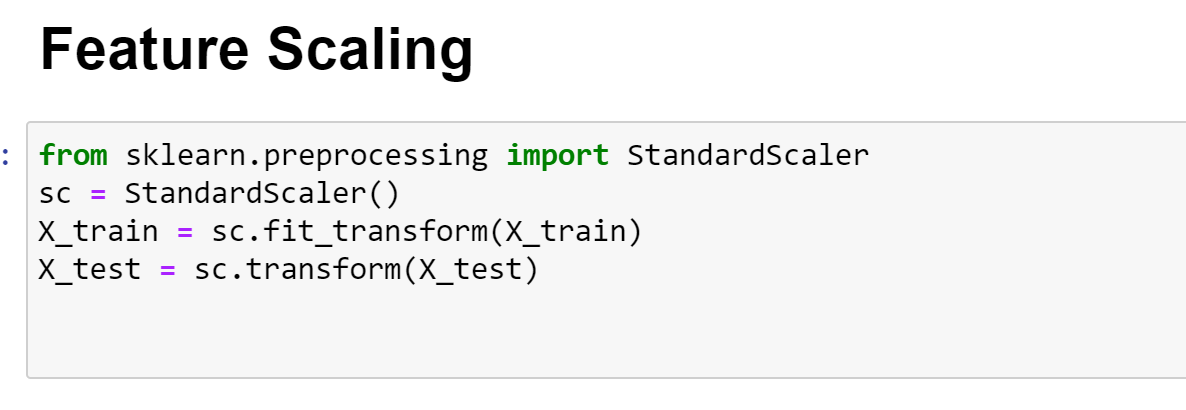 Feature Scaling
: from sklearn.preprocessing import StandardScaler
sc = StandardScaler()
X_train = sc.fit_transform(X_train)
X_test = sc.transform(X_test)